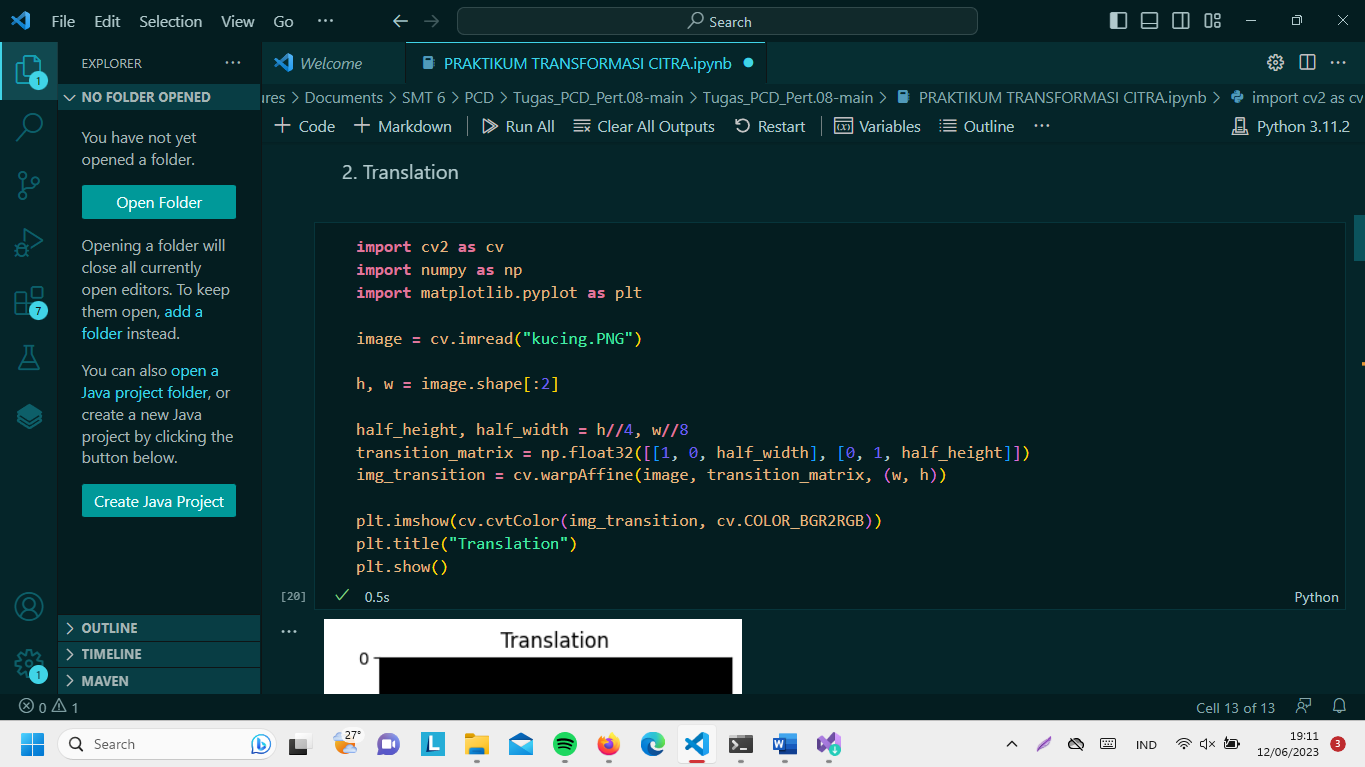 File Edit Selection View Go ···
Search
EXPLORER ···
Welcome
PRAKTIKUM TRANSFORMASI CITRA.ipynb
1
NO FOLDER OPENED
ures > Documents > SMT 6 > PCD > Tugas_PCD_Pert.08-main > Tugas_PCD_Pert.08-main > PRAKTIKUM TRANSFORMASI CITRA.ipynb > import cv2 as cv
+ Code + Markdown Run All Clear All Outputs Restart Variables Outline ··· Python 3.11.2
You have not yet
opened a folder.
Open Folder
Opening a folder will
close all currently
open editors. To keep
them open, add a
folder instead.
7
You can also open a
Java project folder, or
create a new Java
project by clicking the
button below.
Create Java Project
OUTLINE
TIMELINE
MAVEN
1
2. Translation
import cv2 as cv
import numpy as np
import matplotlib.pyplot as plt
image = cv.imread("kucing.PNG")
h, w = image.shape[:2]
half_height, half_width = h//4, w//8
transition_matrix = np.float32([[1, 0, half_width], [0, 1, half_height]])
img_transition = cv.warpAffine(image, transition_matrix, (w, h))
plt.imshow(cv.cvtColor(img_transition, cv.COLOR_BGR2RGB))
plt.title("Translation")
plt.show()
[20] ✓ 0.5s Python
···
Translation
0
0 1 Cell 13 of 13
Search
27°
IND
19:11
12/06/2023
3